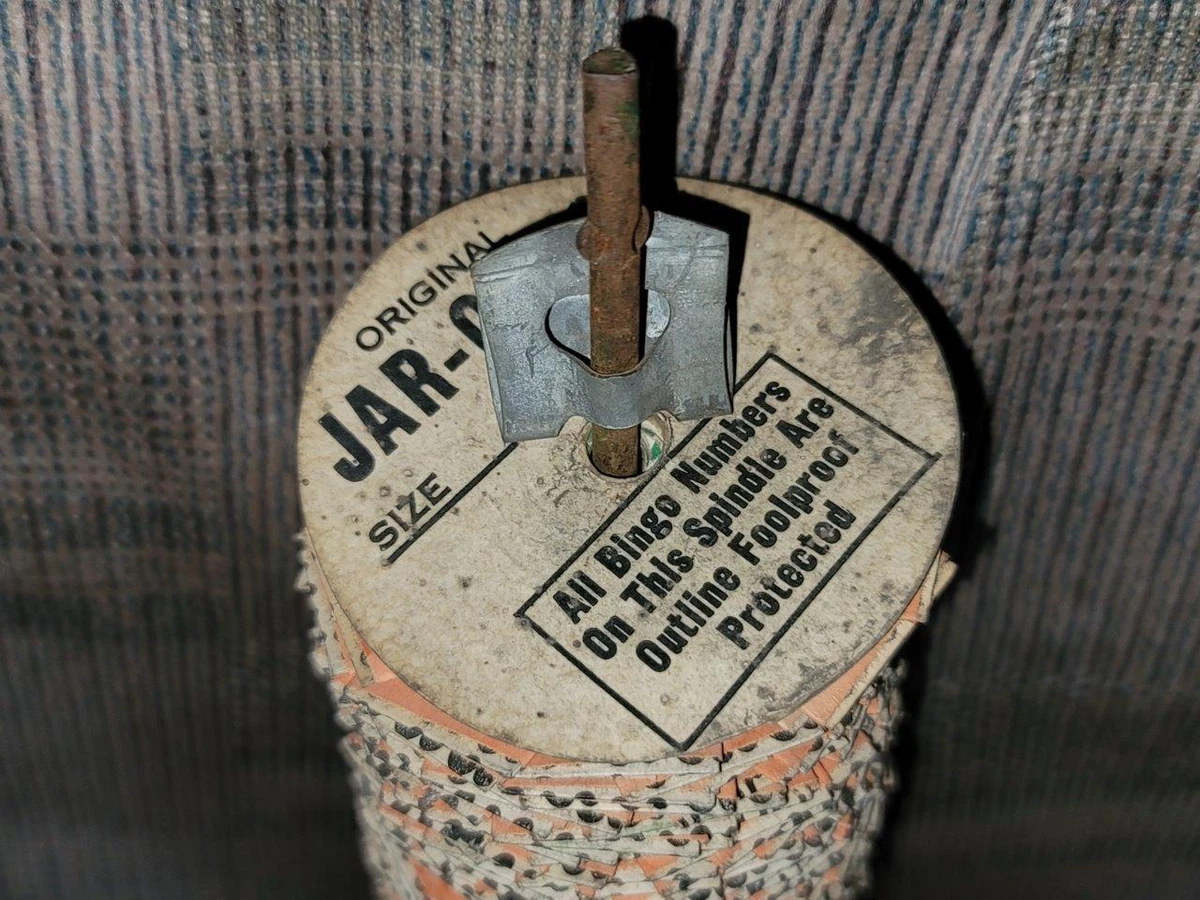 ORIGINAL
JAR-
SIZE
All Bingo Numbers
On This Spindle Are
Outline Foolproof
Protected